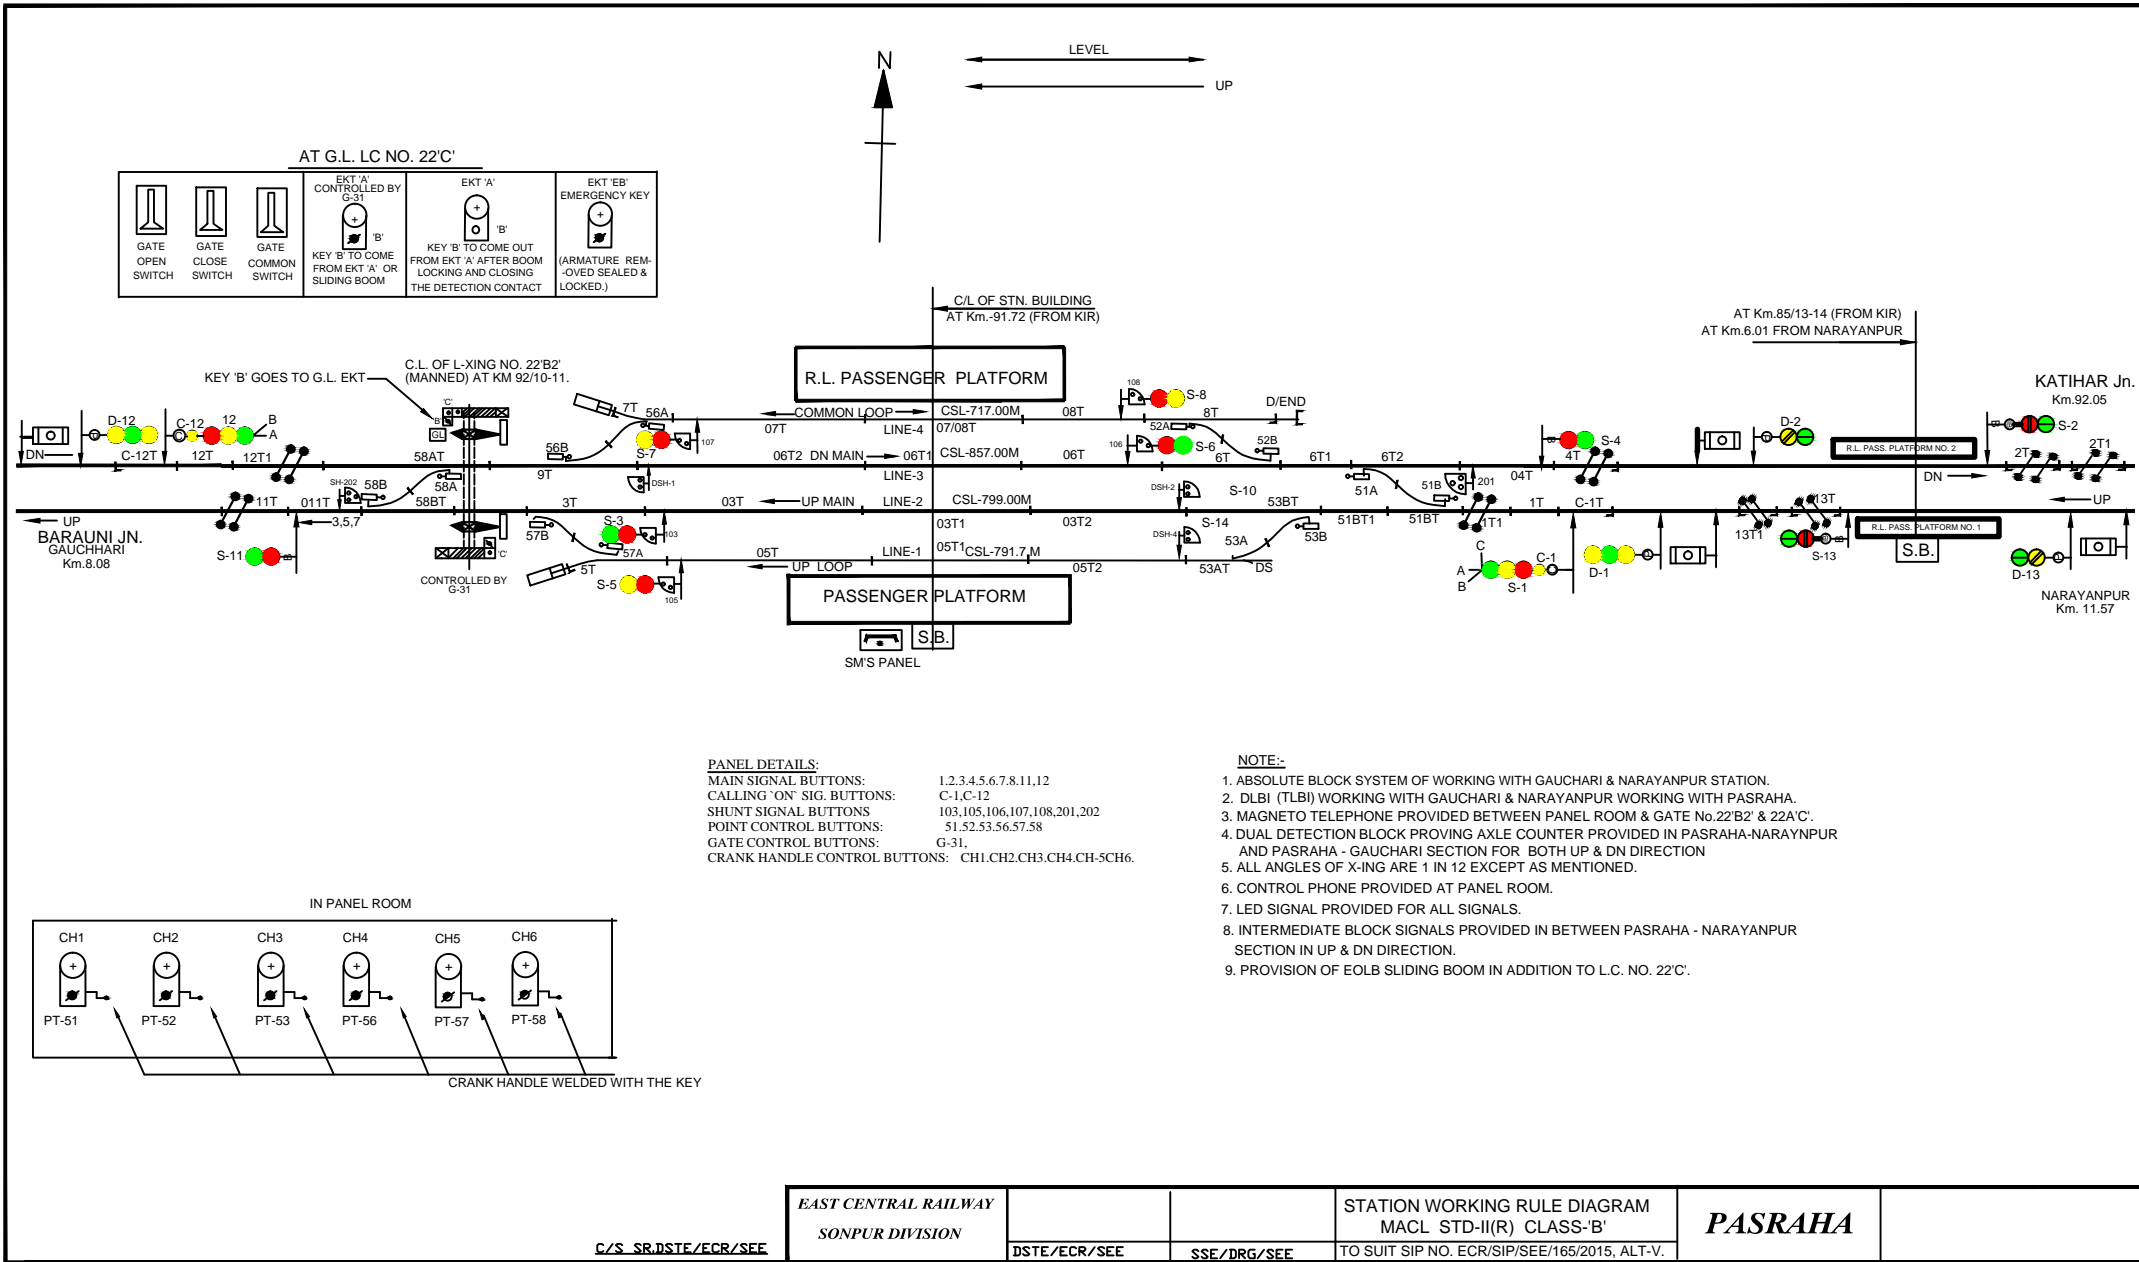 LEVEL
N
UP
AT G.L. LC NO. 22'C'
GATE OPEN SWITCH
GATE CLOSE SWITCH
GATE COMMON SWITCH
EKT 'A'
CONTROLLED BY
G-31
'B'
KEY 'B' TO COME
FROM EKT 'A' OR
SLIDING BOOM
EKT 'A'
'B'
KEY 'B' TO COME OUT
FROM EKT 'A' AFTER BOOM
LOCKING AND CLOSING
THE DETECTION CONTACT
EKT 'EB'
EMERGENCY KEY
(ARMATURE REM-
-OVED SEALED &
LOCKED.)
C/L OF STN. BUILDING
AT Km.-91.72 (FROM KIR)
AT Km.85/13-14 (FROM KIR)
AT Km.6.01 FROM NARAYANPUR
KEY 'B' GOES TO G.L. EKT
C.L. OF L-XING NO. 22'B2'
(MANNED) AT KM 92/10-11.
R.L. PASSENGER PLATFORM
KATIHAR Jn.
Km.92.05
'C'
'B'
GL
7T
56A
COMMON LOOP
CSL-717.00M
08T
108
S-8
8T
D/END
07T
LINE-4
07/08T
D-12
C-12
12
B
A
56B
S-7
107
106
52A
S-6
52B
S-4
D-2
R.L. PASS. PLATFORM NO. 2
S-2
DN
C-12T
12T
12T1
58AT
9T
06T2
DN MAIN
06T1
CSL-857.00M
06T
6T
6T1
6T2
4T
04T
2T
2T1
DN
LINE-3
SH-202
58B
58A
DSH-1
DSH-2
S-10
51A
51B
201
11T
011T
58BT
3T
03T
UP MAIN
LINE-2
CSL-799.00M
53BT
1T
C-1T
13T
UP
UP
3,5,7
BARAUNI JN.
GAUCHHARI
Km.8.08
S-11
57B
S-3
103
57A
03T1
03T2
S-14
DSH-4
53A
53B
51BT1
51BT
1T1
13T1
S-13
R.L. PASS. PLATFORM NO. 1
S.B.
'C'
CONTROLLED BY
G-31
5T
05T
LINE-1
05T1
CSL-791.7 M
UP LOOP
05T2
53AT
DS
S-5
105
C
A
B
S-1
C-1
D-1
D-13
NARAYANPUR
Km. 11.57
PASSENGER PLATFORM
S.B.
SM'S PANEL
PANEL DETAILS:
MAIN SIGNAL BUTTONS: 1.2.3.4.5.6.7.8.11,12
CALLING `ON` SIG. BUTTONS: C-1,C-12
SHUNT SIGNAL BUTTONS 103,105,106,107,108,201,202
POINT CONTROL BUTTONS: 51.52.53.56.57.58
GATE CONTROL BUTTONS: G-31,
CRANK HANDLE CONTROL BUTTONS: CH1.CH2.CH3.CH4.CH-5CH6.
NOTE:-
1. ABSOLUTE BLOCK SYSTEM OF WORKING WITH GAUCHARI & NARAYANPUR STATION.
2. DLBI (TLBI) WORKING WITH GAUCHARI & NARAYANPUR WORKING WITH PASRAHA.
3. MAGNETO TELEPHONE PROVIDED BETWEEN PANEL ROOM & GATE No.22'B2' & 22A'C'.
4. DUAL DETECTION BLOCK PROVING AXLE COUNTER PROVIDED IN PASRAHA-NARAYNPUR
AND PASRAHA - GAUCHARI SECTION FOR BOTH UP & DN DIRECTION
5. ALL ANGLES OF X-ING ARE 1 IN 12 EXCEPT AS MENTIONED.
6. CONTROL PHONE PROVIDED AT PANEL ROOM.
7. LED SIGNAL PROVIDED FOR ALL SIGNALS.
8. INTERMEDIATE BLOCK SIGNALS PROVIDED IN BETWEEN PASRAHA - NARAYANPUR
SECTION IN UP & DN DIRECTION.
9. PROVISION OF EOLB SLIDING BOOM IN ADDITION TO L.C. NO. 22'C'.
IN PANEL ROOM
CH1 CH2 CH3 CH4 CH5 CH6
PT-51 PT-52 PT-53 PT-56 PT-57 PT-58
CRANK HANDLE WELDED WITH THE KEY
C/S SR.DSTE/ECR/SEE
EAST CENTRAL RAILWAY
SONPUR DIVISION
DSTE/ECR/SEE
SSE/DRG/SEE
STATION WORKING RULE DIAGRAM
MACL STD-II(R) CLASS-'B'
TO SUIT SIP NO. ECR/SIP/SEE/165/2015, ALT-V.
PASRAHA